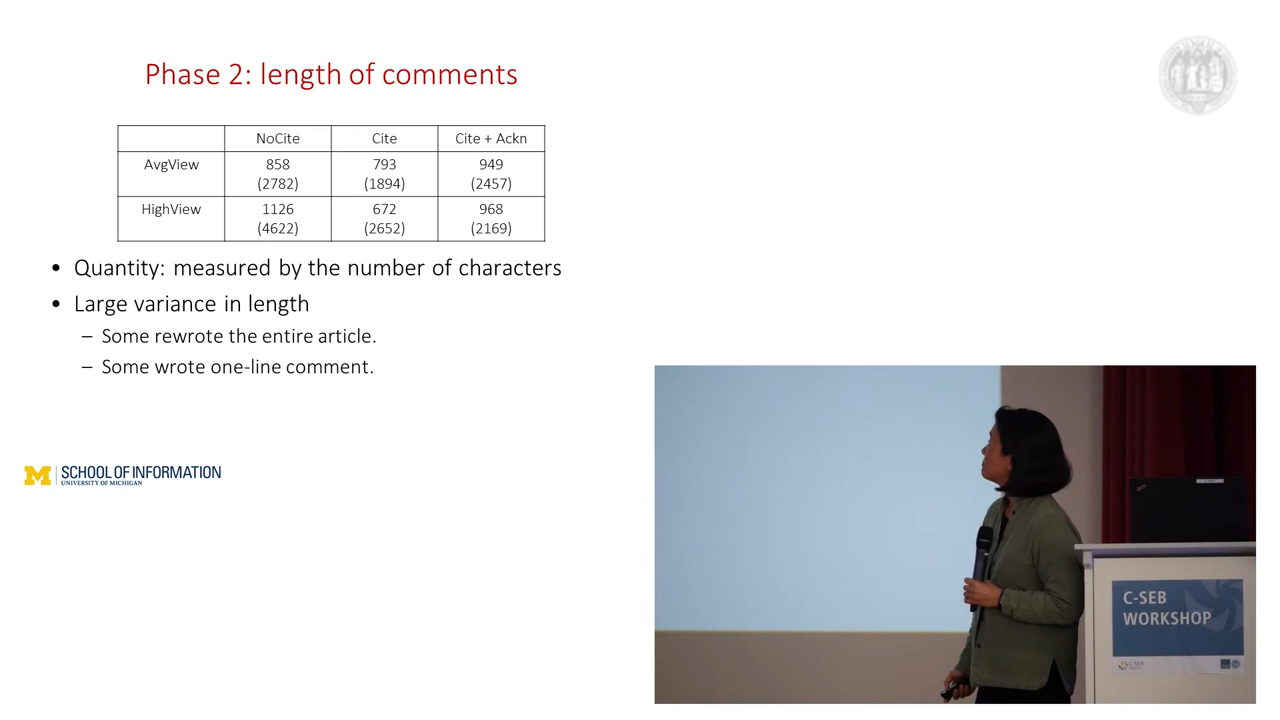 Phase 2: length of comments
NoCite Cite Cite + Ackn
AvgView 858 793 949
(2782) (1894) (2457)
HighView 1126 672 968
(4622) (2652) (2169)
• Quantity: measured by the number of characters
• Large variance in length
– Some rewrote the entire article.
– Some wrote one-line comment.
M SCHOOL OF INFORMATION
UNIVERSITY OF MICHIGAN
C-SEB
WORKSHOP
C-SEB